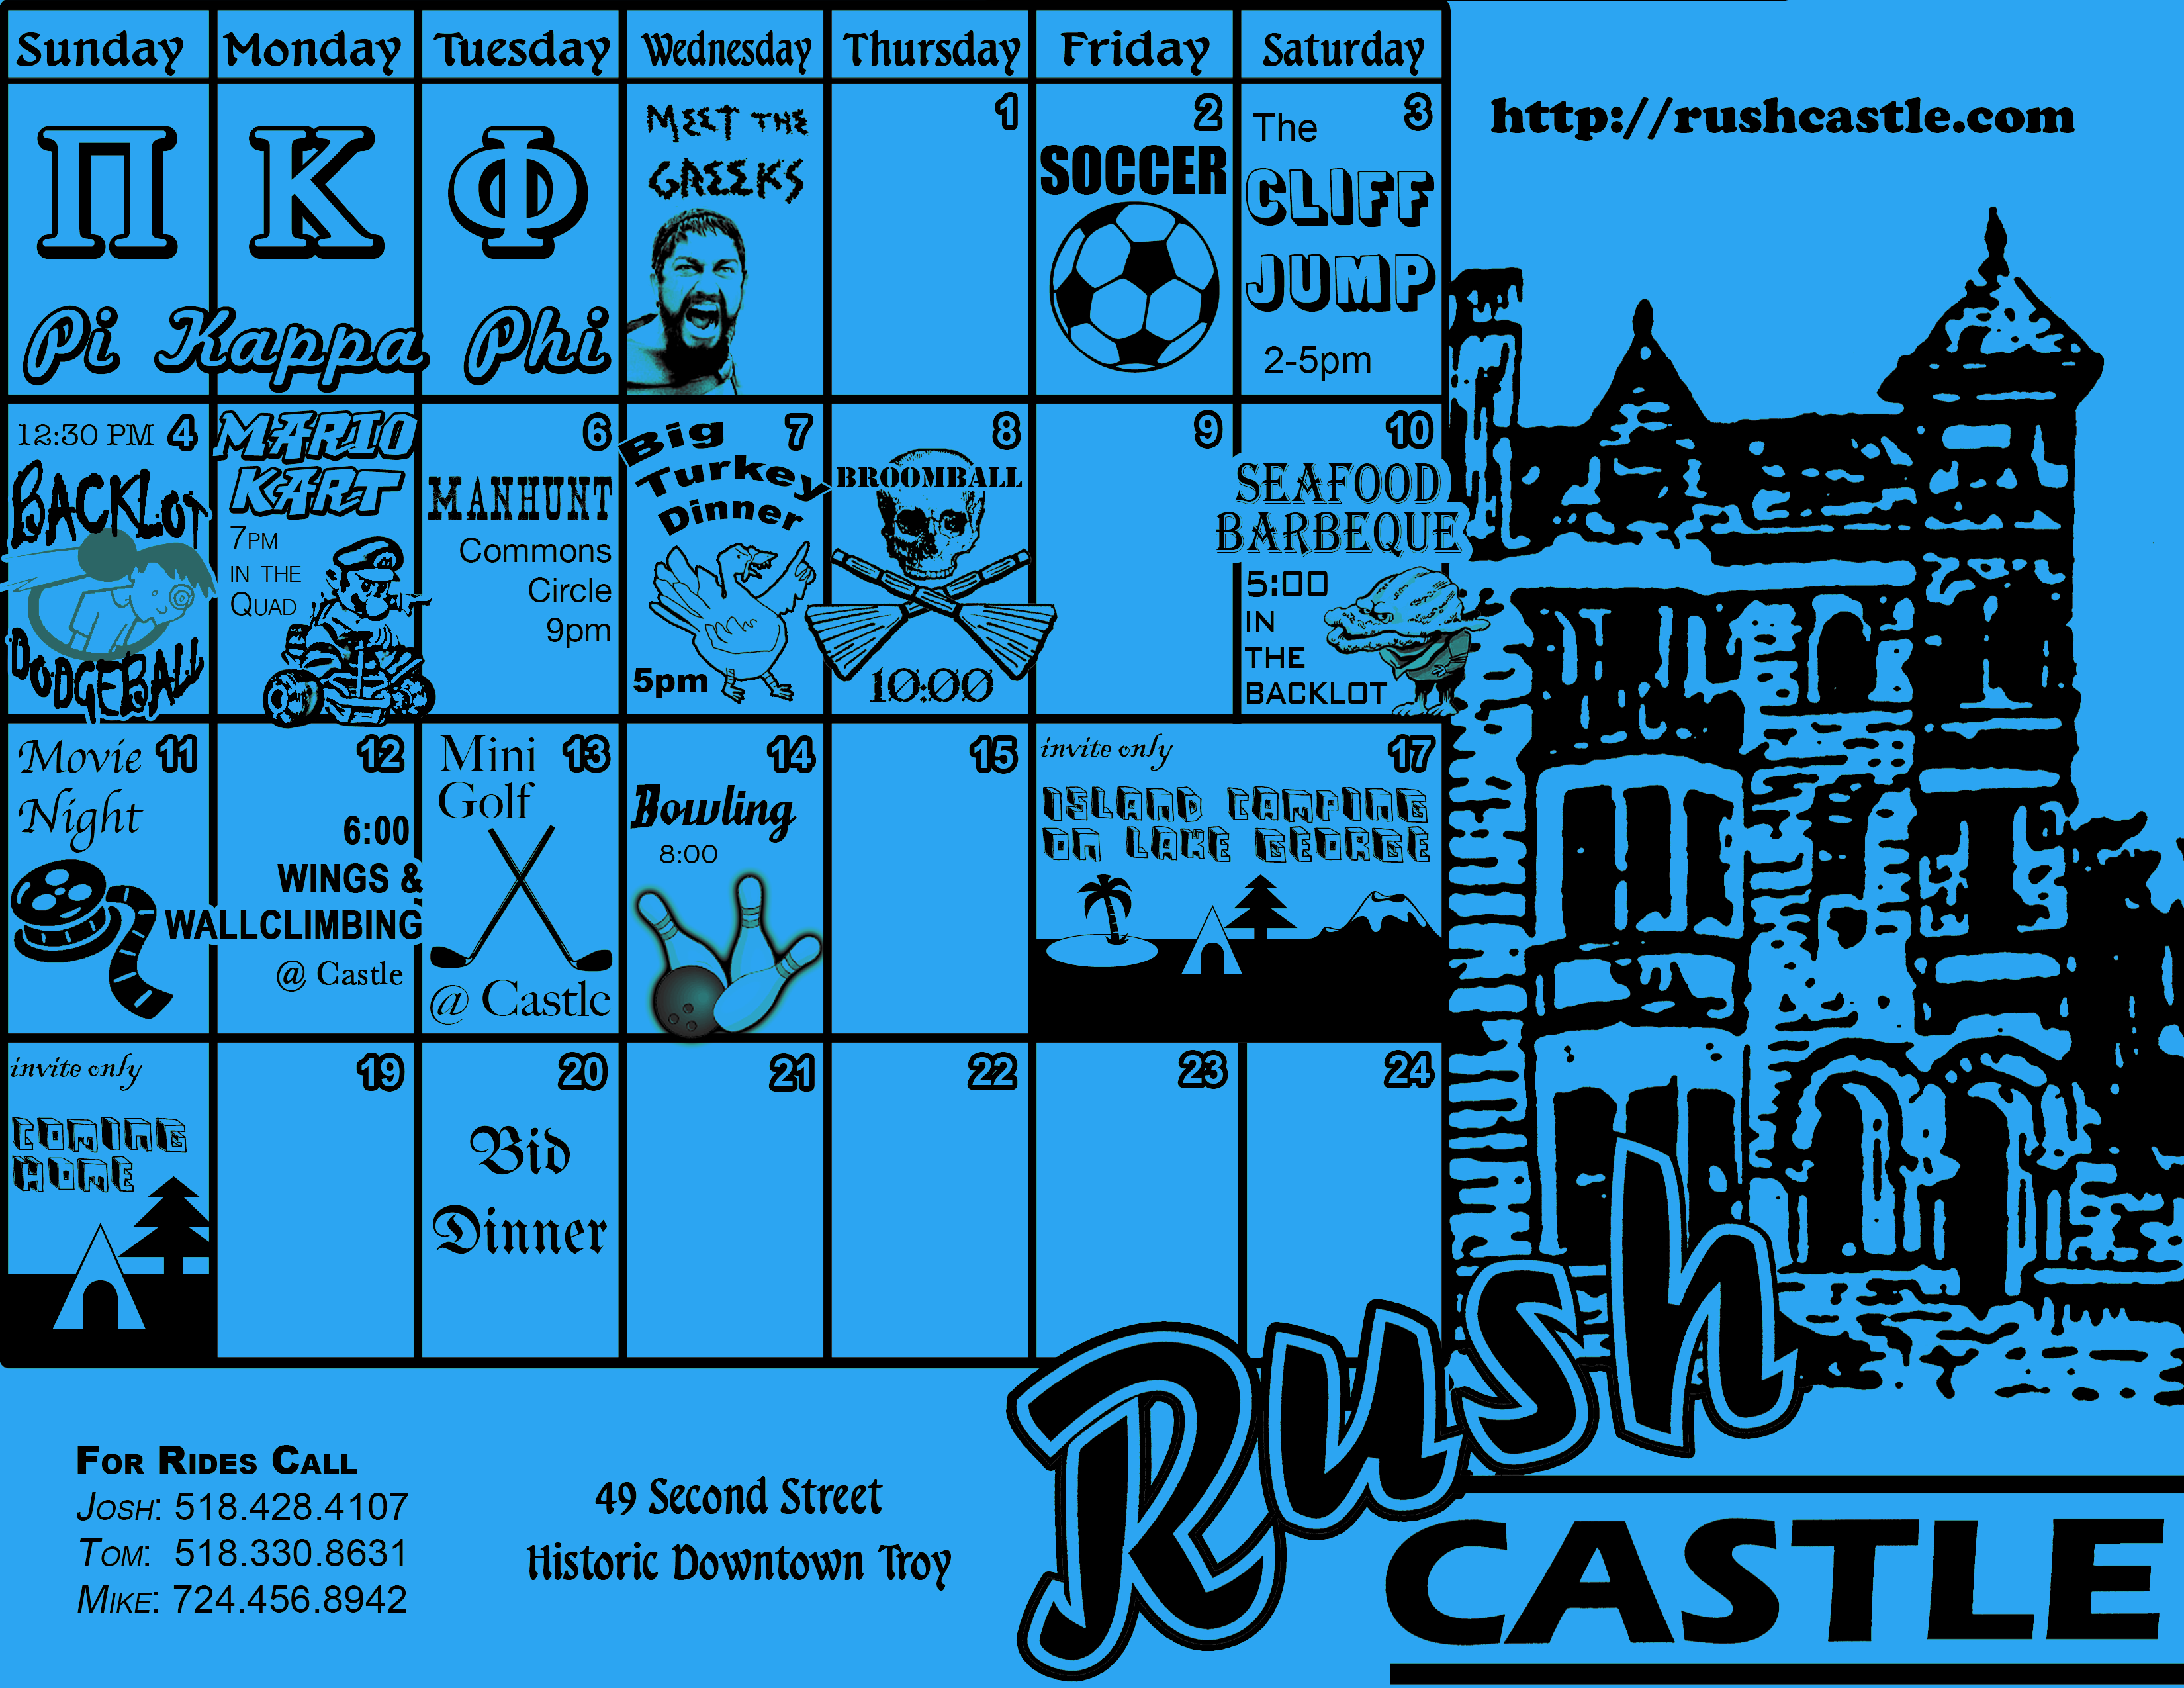 Sunday Monday Tuesday Wednesday Thursday Friday Saturday
http://rushcastle.com
Π Κ Φ
Pi Kappa Phi
MEET THE
GRΣΣKS
1
2
SOCCER
3
The
CLIFF
JUMP
2-5pm
12:30 PM 4
BACKLOT
DODGEBALL
MARIO
KART
7PM
IN THE
QUAD
6
MANHUNT
Commons
Circle
9pm
7
Big
Turkey
Dinner
5pm
8
BROOMBALL
10:00
9
10
SEAFOOD
BARBEQUE
5:00
IN
THE
BACKLOT
Movie 11
Night
12
6:00
WINGS &
WALLCLIMBING
@ Castle
Mini 13
Golf
@ Castle
14
Bowling
8:00
15
invite only 17
ISLAND CAMPING
ON LAKE GEORGE
invite only
COMING
HOME
19
20
Bid
Dinner
21
22
23
24
FOR RIDES CALL
JOSH: 518.428.4107
TOM: 518.330.8631
MIKE: 724.456.8942
49 Second Street
Historic Downtown Troy
Rush
CASTLE